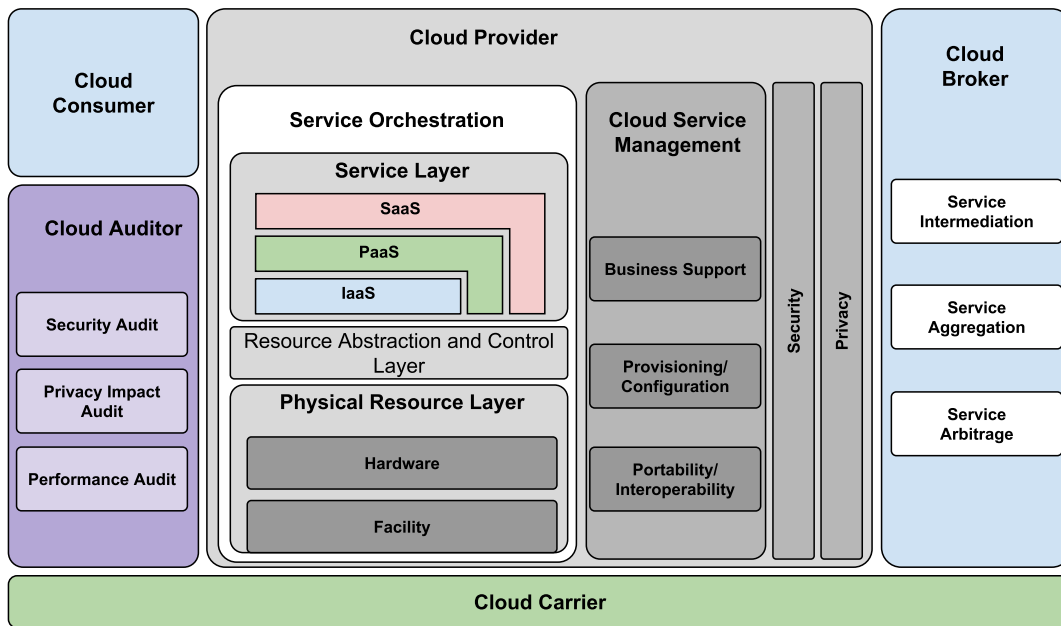 Cloud
Consumer
Cloud Auditor
Security Audit
Privacy Impact
Audit
Performance Audit
Cloud Provider
Service Orchestration
Service Layer
SaaS
PaaS
IaaS
Resource Abstraction and Control
Layer
Physical Resource Layer
Hardware
Facility
Cloud Service
Management
Business Support
Provisioning/
Configuration
Portability/
Interoperability
Security
Privacy
Cloud
Broker
Service
Intermediation
Service
Aggregation
Service
Arbitrage
Cloud Carrier